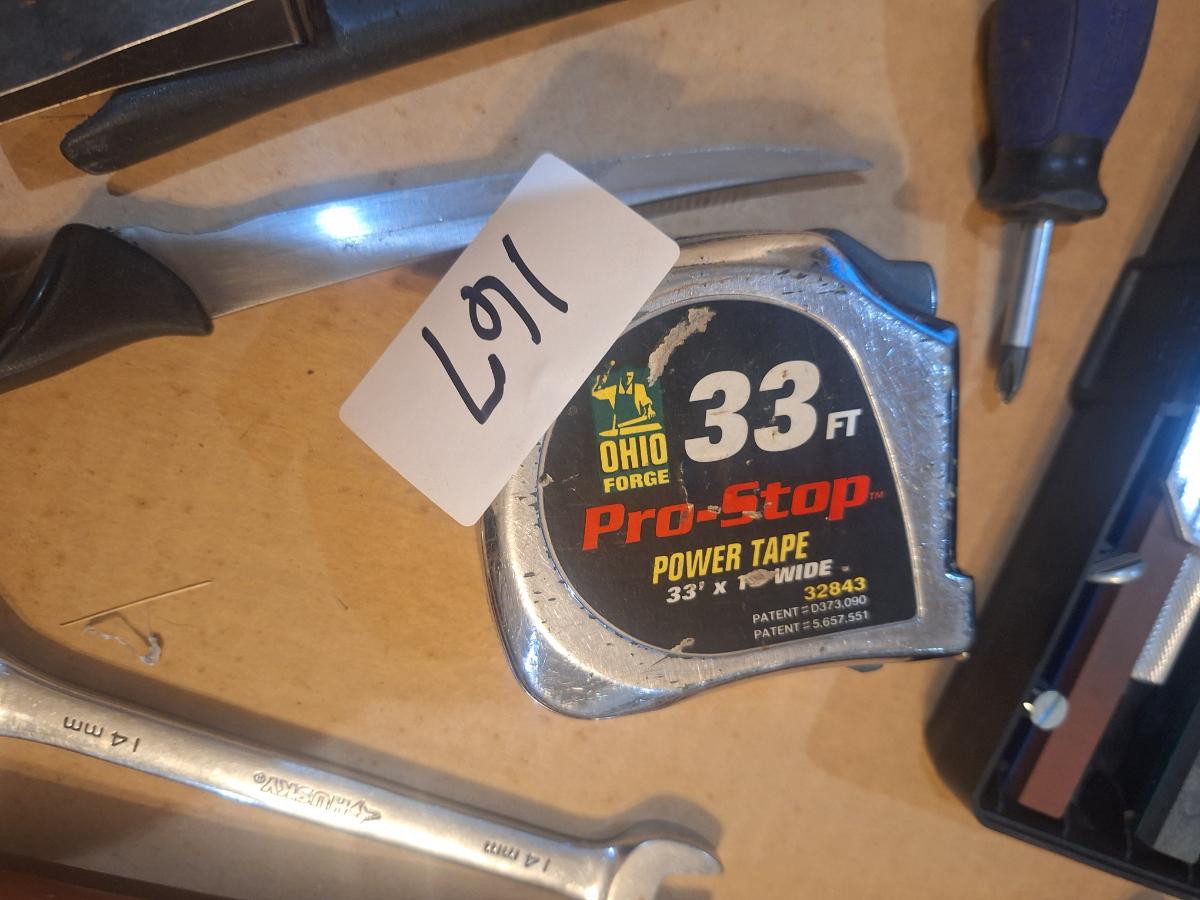 167
OHIO
FORGE
33 FT
Pro-Stop™
POWER TAPE
33' X 1 WIDE
32843
PATENT # D373,090
PATENT # 5,657,551
14 mm
HUSKY®
14 mm